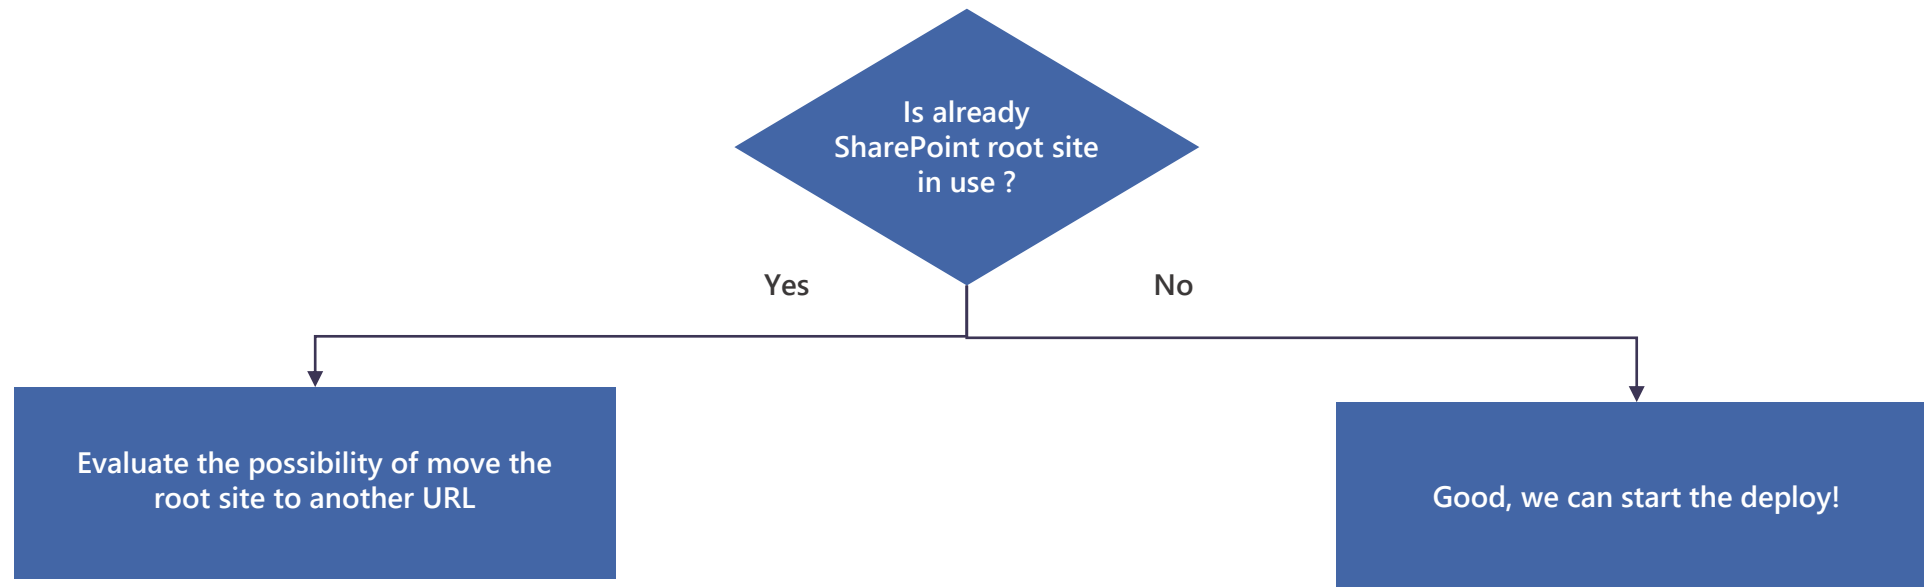 Is already
SharePoint root site
in use ?
Yes
No
Evaluate the possibility of move the
root site to another URL
Good, we can start the deploy!